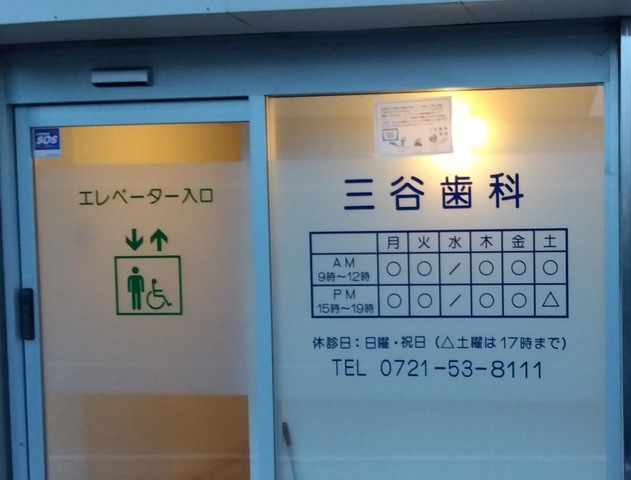 SOS
エレベーター入口
三谷歯科
月 火 水 木 金 土
AM 9時～12時 ○ ○ ／ ○ ○ ○
PM 15時～19時 ○ ○ ／ ○ ○ △
休診日：日曜・祝日（△土曜は17時まで）
TEL 0721-53-8111